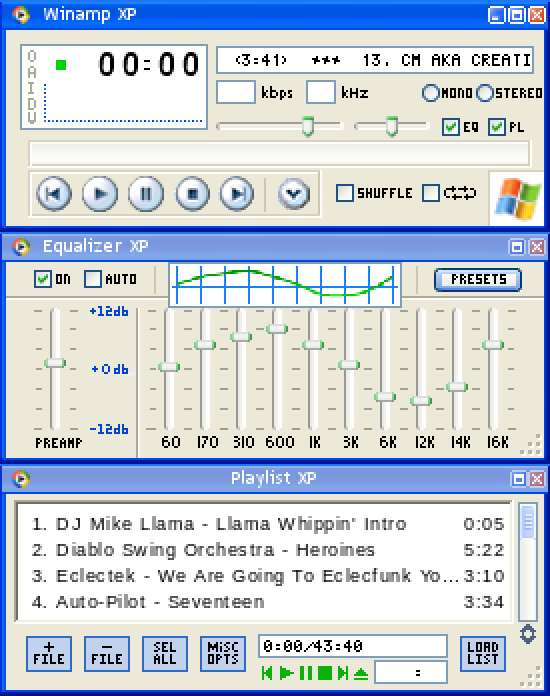 Winamp XP
O
A
I
D
V
00:00
<3:41> *** 13. CM AKA CREATI
kbps kHz MONO STEREO
EQ PL
SHUFFLE
Equalizer XP
ON AUTO PRESETS
+12db
+0db
-12db
PREAMP 60 170 310 600 1K 3K 6K 12K 14K 16K
Playlist XP
1. DJ Mike Llama - Llama Whippin' Intro 0:05
2. Diablo Swing Orchestra - Heroines 5:22
3. Eclectek - We Are Going To Eclecfunk Yo... 3:10
4. Auto-Pilot - Seventeen 3:34
+ FILE
- FILE
SEL ALL
MISC OPTS
0:00/43:40
:
LOAD LIST